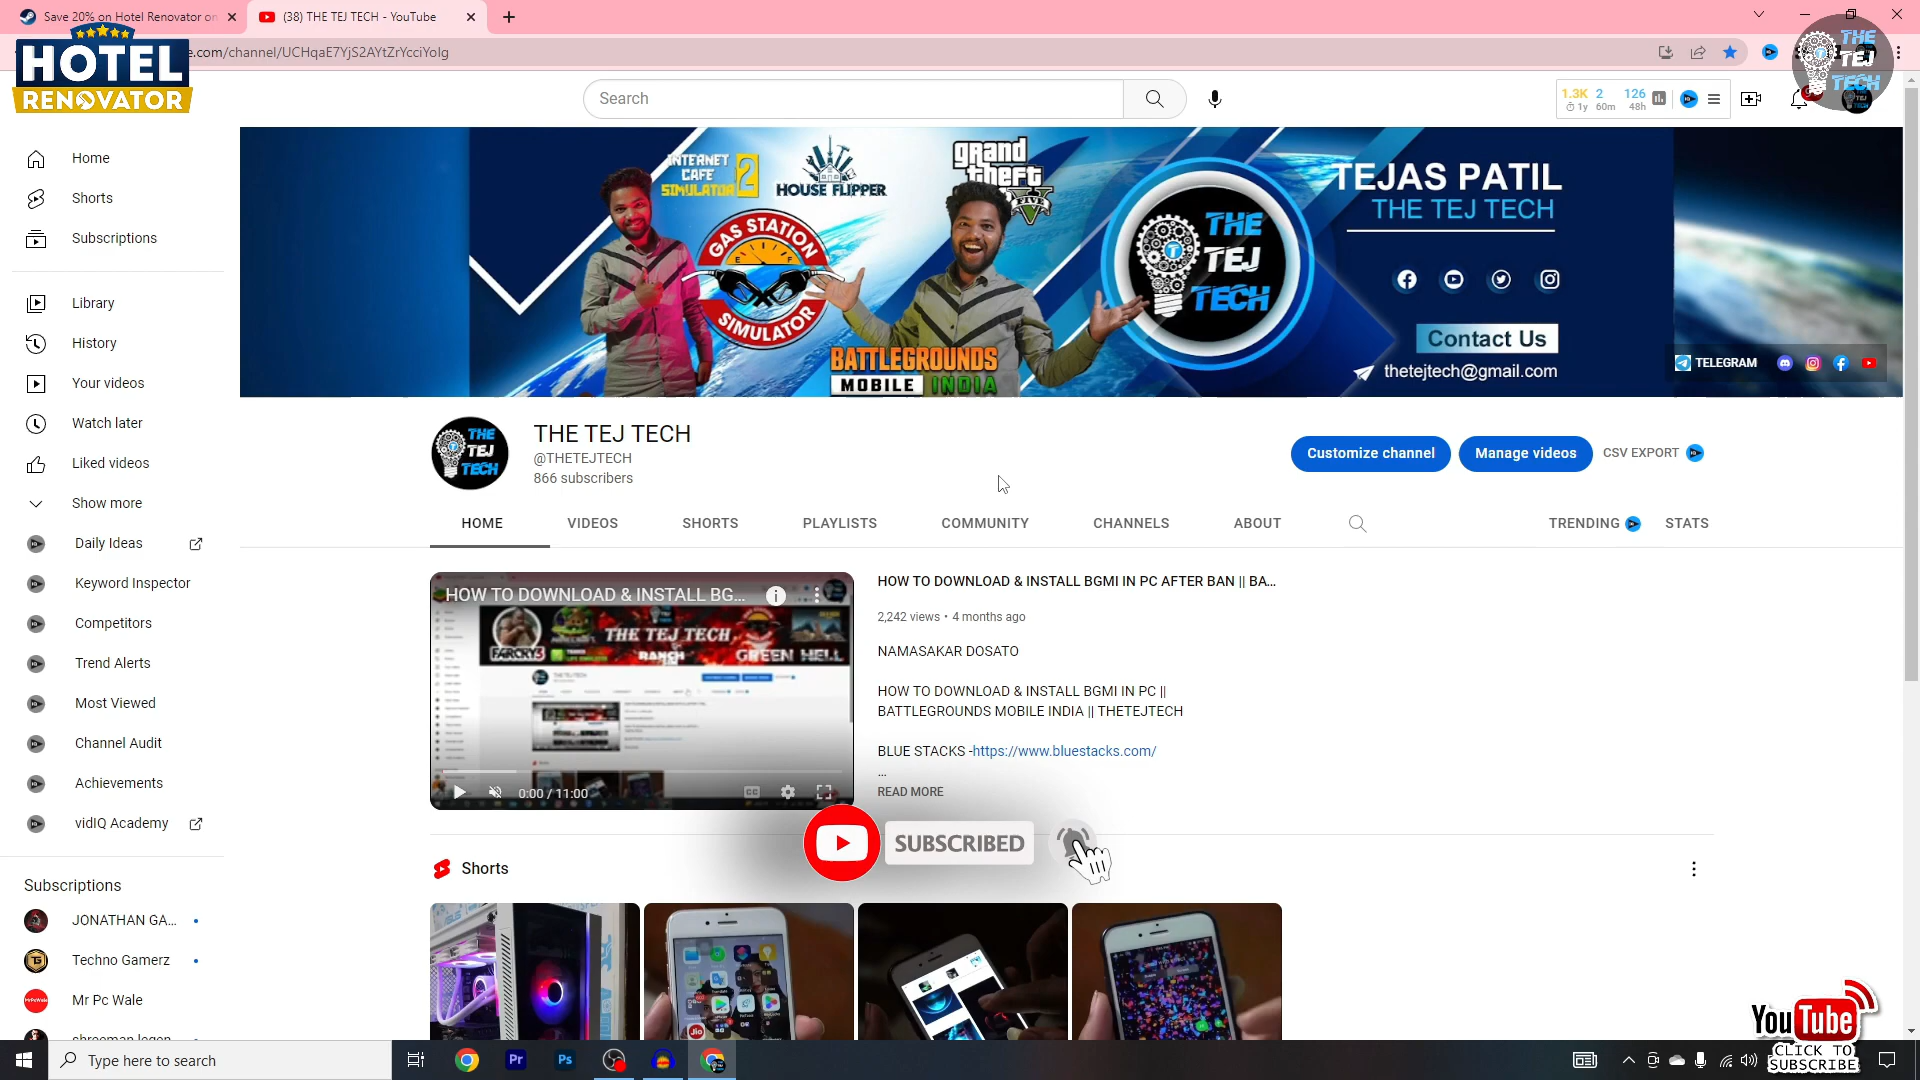 Save 20% on Hotel Renovator on
(38) THE TEJ TECH - YouTube
HOTEL
RENOVATOR
e.com/channel/UCHqaE7YjS2AYtZrYcciYolg
THE
TEJ
TECH
Search
1.3K 2 126
1y 60m 48h
Home
Shorts
Subscriptions
Library
History
Your videos
Watch later
Liked videos
Show more
Daily Ideas
Keyword Inspector
Competitors
Trend Alerts
Most Viewed
Channel Audit
Achievements
vidIQ Academy
Subscriptions
JONATHAN GA...
Techno Gamerz
Mr Pc Wale
INTERNET
CAFE
SIMULATOR 2
HOUSE FLIPPER
grand
theft
V
FIVE
GAS STATION
E F
SIMULATOR
BATTLEGROUNDS
MOBILE INDIA
THE
TEJ
TECH
TEJAS PATIL
THE TEJ TECH
Contact Us
thetejtech@gmail.com
TELEGRAM
THE
TEJ
TECH
THE TEJ TECH
@THETEJTECH
866 subscribers
Customize channel
Manage videos
CSV EXPORT
HOME
VIDEOS
SHORTS
PLAYLISTS
COMMUNITY
CHANNELS
ABOUT
TRENDING
STATS
HOW TO DOWNLOAD & INSTALL BG...
THE TEJ TECH
FARCRY3
RANCH
GREEN HELL
0:00 / 11:00
HOW TO DOWNLOAD & INSTALL BGMI IN PC AFTER BAN || BA...
2,242 views • 4 months ago
NAMASAKAR DOSATO
HOW TO DOWNLOAD & INSTALL BGMI IN PC ||
BATTLEGROUNDS MOBILE INDIA || THETEJTECH
BLUE STACKS -https://www.bluestacks.com/
...
READ MORE
SUBSCRIBED
Shorts
Jio
YouTube
CLICK TO
SUBSCRIBE
Type here to search
Pr
Ps